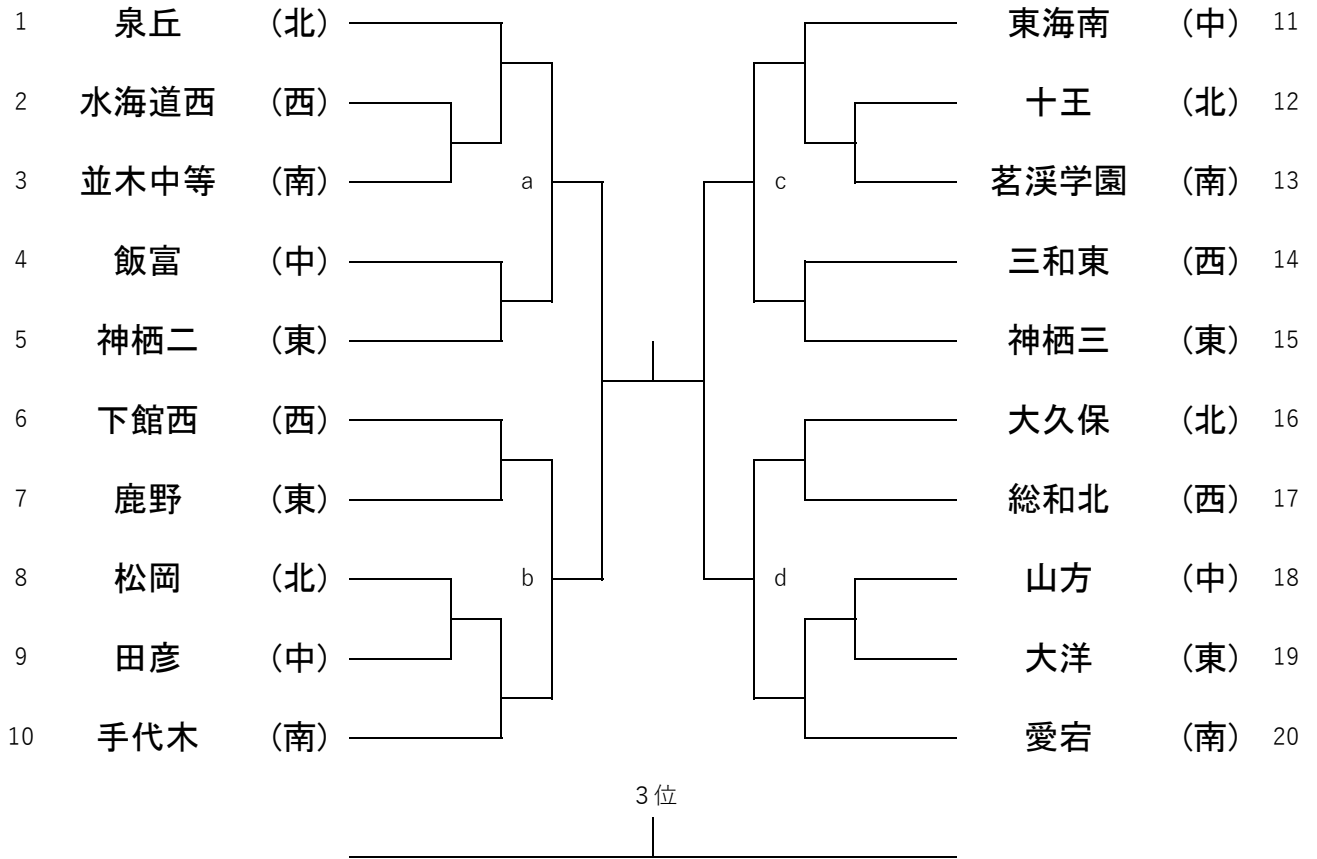 1 泉丘 （北） 東海南 （中） 11
2 水海道西 （西） 十王 （北） 12
3 並木中等 （南） a c 茗渓学園 （南） 13
4 飯富 （中） 三和東 （西） 14
5 神栖二 （東） 神栖三 （東） 15
6 下館西 （西） 大久保 （北） 16
7 鹿野 （東） 総和北 （西） 17
8 松岡 （北） b d 山方 （中） 18
9 田彦 （中） 大洋 （東） 19
10 手代木 （南） 愛宕 （南） 20
３位